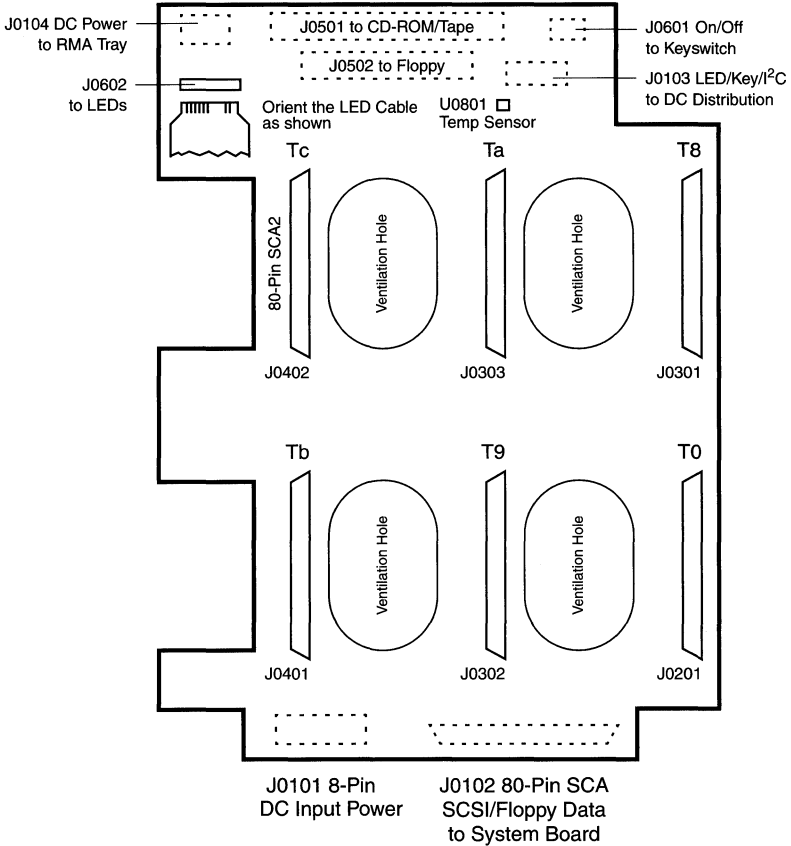 J0104 DC Power
to RMA Tray
J0501 to CD-ROM/Tape
J0601 On/Off
to Keyswitch
J0502 to Floppy
J0103 LED/Key/I²C
to DC Distribution
J0602
to LEDs
Orient the LED Cable
as shown
U0801
Temp Sensor
Tc
Ta
T8
80-Pin SCA2
Ventilation Hole
Ventilation Hole
J0402
J0303
J0301
Tb
T9
T0
Ventilation Hole
Ventilation Hole
J0401
J0302
J0201
J0101 8-Pin
DC Input Power
J0102 80-Pin SCA
SCSI/Floppy Data
to System Board